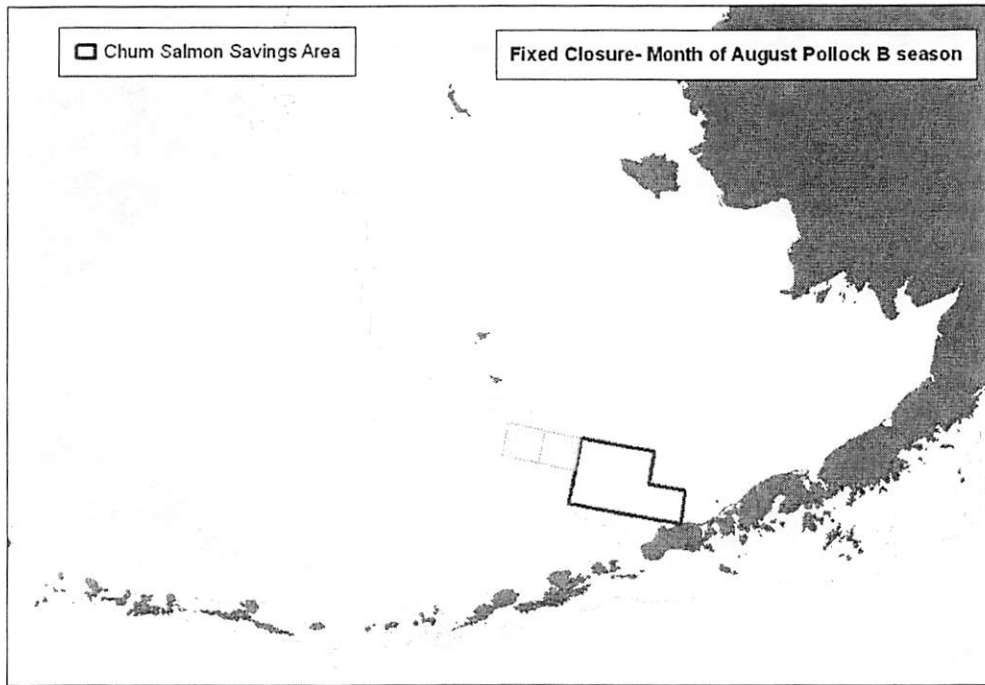 Chum Salmon Savings Area
Fixed Closure- Month of August Pollock B season